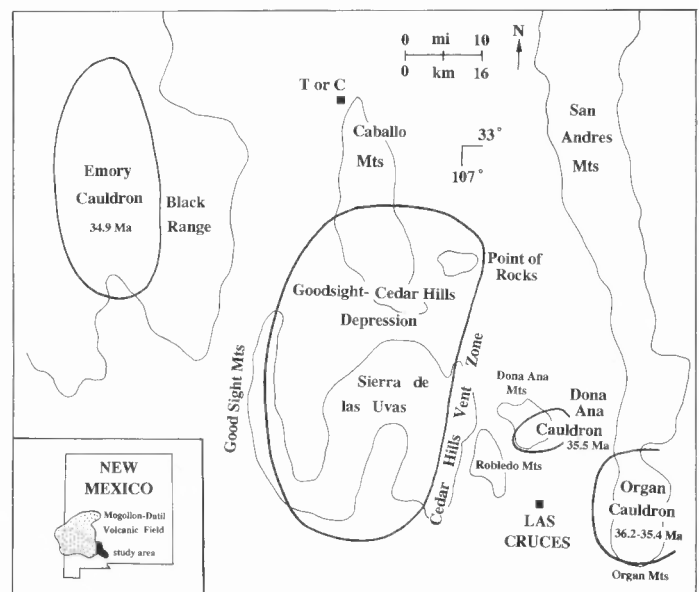 0 mi 10
0 km 16
N
T or C
Caballo
Mts
33°
107°
San
Andres
Mts
Emory
Cauldron
34.9 Ma
Black
Range
Point of
Rocks
Goodsight- Cedar Hills
Depression
Good Sight Mts
Sierra de
las Uvas
Cedar Hills Vent Zone
Dona Ana
Mts
Dona
Ana
Cauldron
35.5 Ma
Robledo Mts
LAS
CRUCES
Organ
Cauldron
36.2-35.4 Ma
Organ Mts
NEW
MEXICO
Mogollon-Datil
Volcanic Field
study area